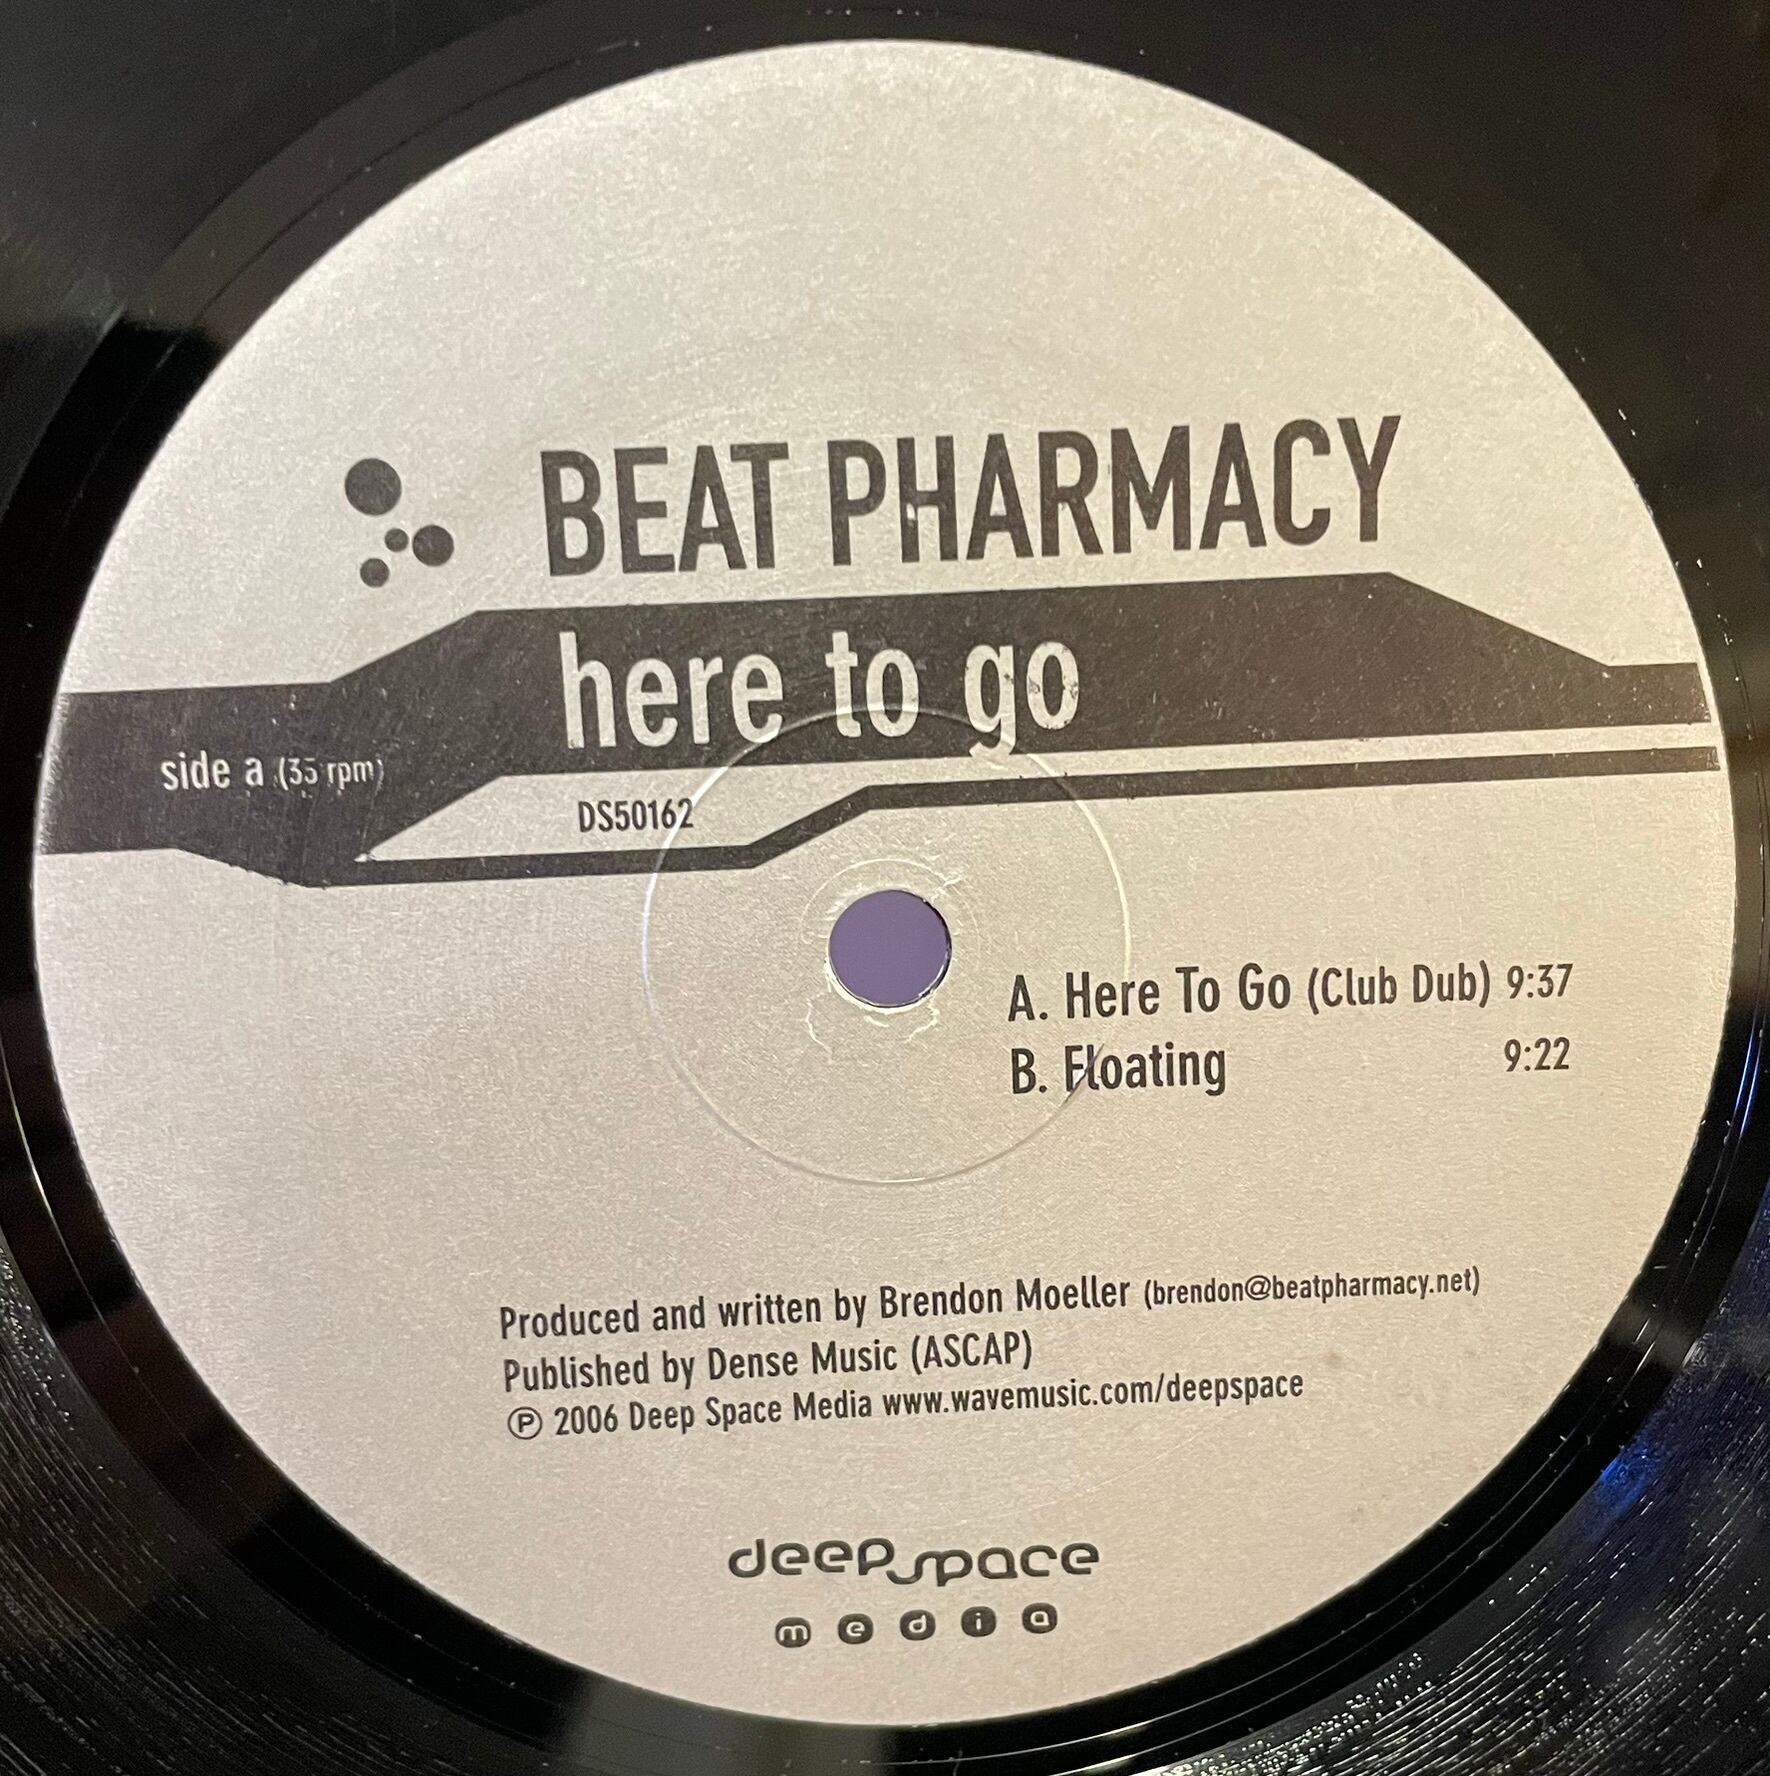 BEAT PHARMACY
here to go
side a (33 rpm)
DS50162
A. Here To Go (Club Dub) 9:37
B. Floating 9:22
Produced and written by Brendon Moeller (brendon@beatpharmacy.net)
Published by Dense Music (ASCAP)
℗ 2006 Deep Space Media www.wavemusic.com/deepspace
deepspace
media